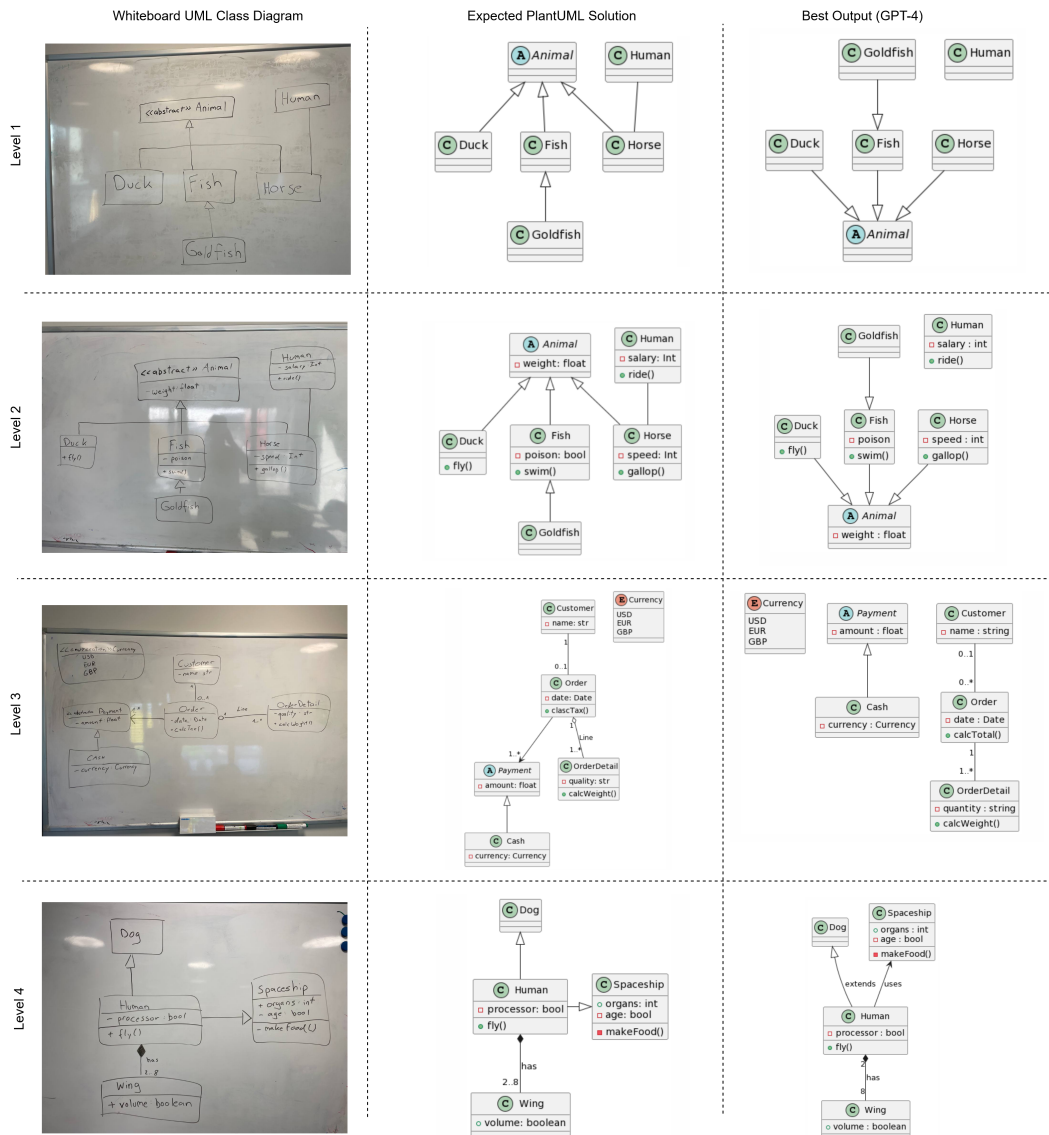 Whiteboard UML Class Diagram
Expected PlantUML Solution
Best Output (GPT-4)
Level 1
<<abstract>> Animal
Human
Duck
Fish
Horse
Goldfish
A Animal
C Human
C Duck
C Fish
C Horse
C Goldfish
C Goldfish
C Human
C Duck
C Fish
C Horse
A Animal
Level 2
<<abstract>> Animal
- weight float
Human
- salary Int
+ ride()
Duck
+ fly()
Fish
- poison
+ swim()
Horse
- speed Int
+ gallop()
Goldfish
A Animal
weight: float
C Human
salary: Int
ride()
C Duck
fly()
C Fish
poison: bool
swim()
C Horse
speed: Int
gallop()
C Goldfish
C Goldfish
C Human
salary : int
ride()
C Duck
fly()
C Fish
poison
swim()
C Horse
speed : int
gallop()
A Animal
weight : float
Level 3
USD
EUR
GBP
Customer
- name str
Order
- date Date
+ calcTax()
Line
OrderDetail
- quality str
+ calcWeight()
Payment
- amount float
Cash
- currency Currency
C Customer
name: str
E Currency
USD
EUR
GBP
1
0..1
C Order
date: Date
clascTax()
1
Line
1..*
1..*
A Payment
amount: float
C OrderDetail
quality: str
calcWeight()
C Cash
currency: Currency
E Currency
USD
EUR
GBP
A Payment
amount : float
C Customer
name : string
0..1
0..*
C Cash
currency : Currency
C Order
date : Date
calcTotal()
1
1..*
C OrderDetail
quantity : string
calcWeight()
Level 4
Dog
Human
- processor: bool
+ fly()
Spaceship
+ organs: int
- age bool
- makeFood()
has
Wing
+ volume boolean
C Dog
C Human
processor: bool
fly()
C Spaceship
organs: int
age: bool
makeFood()
has
2..8
C Wing
volume: boolean
C Dog
C Spaceship
organs : int
age : bool
makeFood()
extends
uses
C Human
processor : bool
fly()
2
has
8
C Wing
volume : boolean